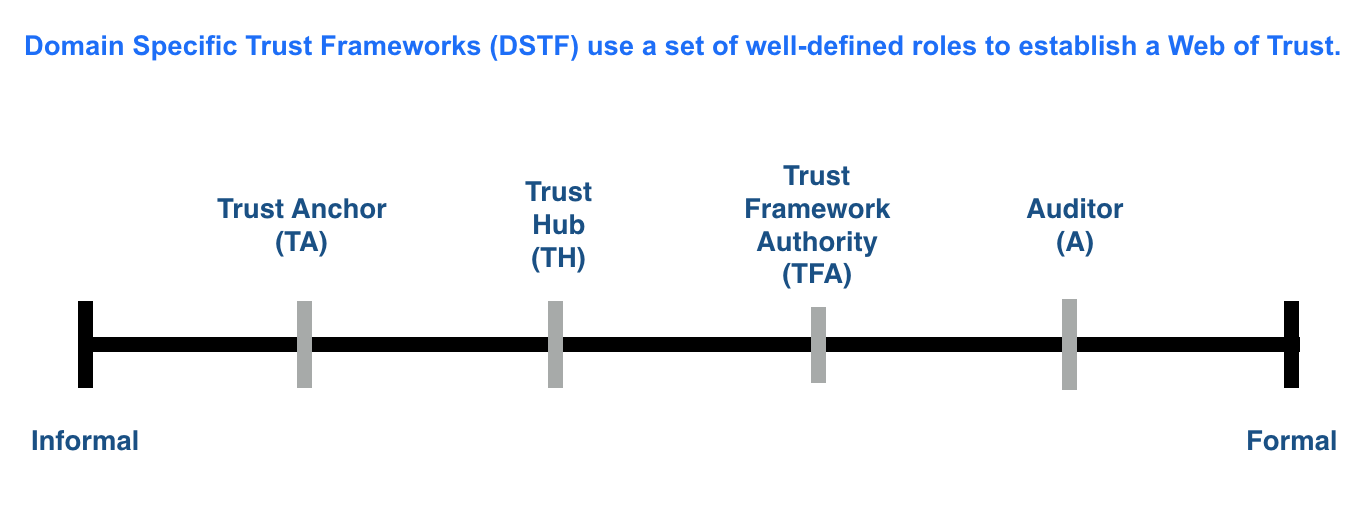 Domain Specific Trust Frameworks (DSTF) use a set of well-defined roles to establish a Web of Trust.
Trust Anchor
(TA)
Trust
Hub
(TH)
Trust
Framework
Authority
(TFA)
Auditor
(A)
Informal
Formal